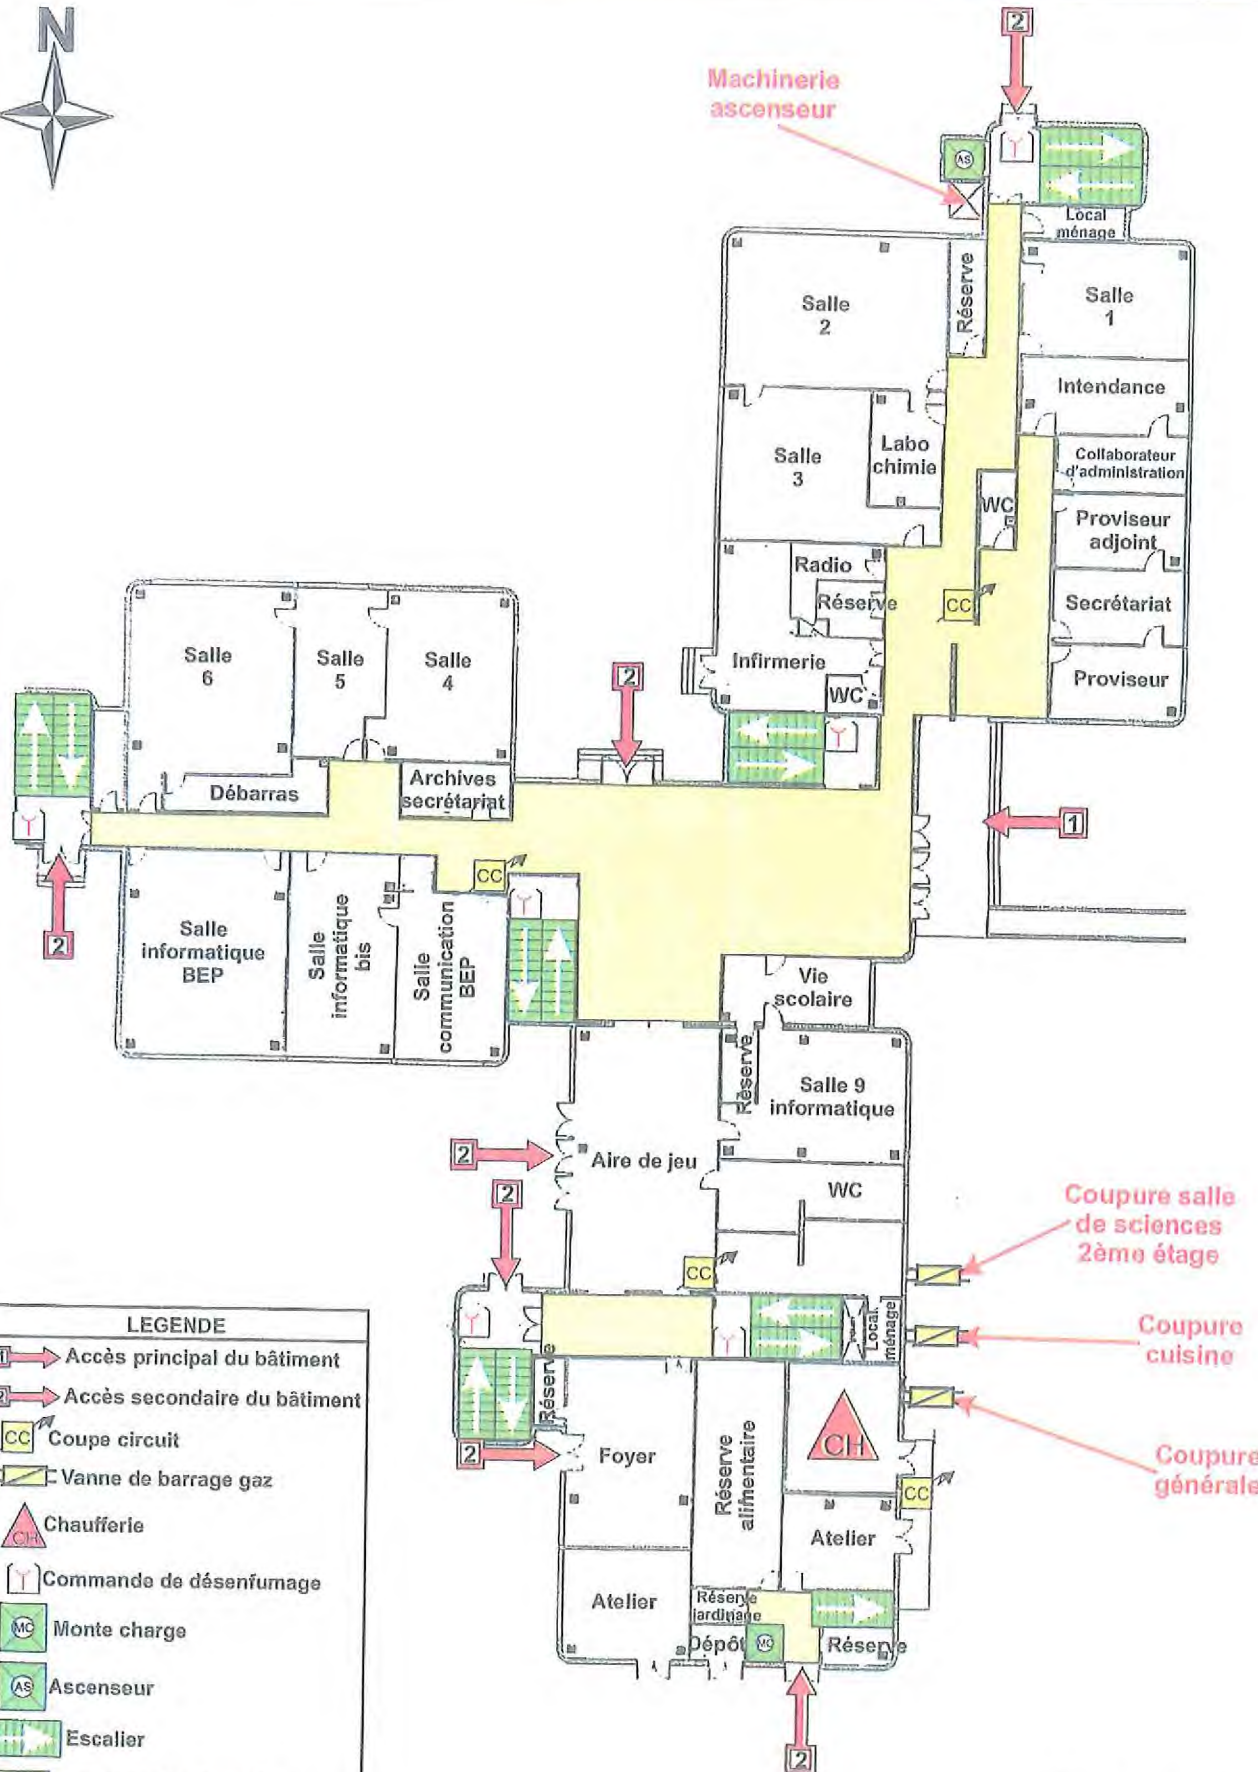 N
2
Machinerie
ascenseur
AS
Local
ménage
Salle
2
Réserve
Salle
1
Intendance
Salle
3
Labo
chimie
Collaborateur
d'administration
WC
Proviseur
adjoint
Radio
Réserve
CC
Secrétariat
Infirmerie
WC
Proviseur
Salle
6
Salle
5
Salle
4
2
Débarras
Archives
secrétariat
1
CC
2
Salle
informatique
BEP
Salle
informatique
bis
Salle
communication
BEP
Vie
scolaire
Réserve
Salle 9
informatique
2
Aire de jeu
WC
2
CC
Coupure salle
de sciences
2ème étage
Local
ménage
Coupure
cuisine
Réserve
2
Foyer
Réserve
alimentaire
CH
CC
Coupure
générale
Atelier
Atelier
Réserve
jardinage
Dépôt
MC
Réserve
2
LEGENDE
1 Accès principal du bâtiment
2 Accès secondaire du bâtiment
CC Coupe circuit
Vanne de barrage gaz
CH Chaufferie
Commande de désenfumage
MC Monte charge
AS Ascenseur
Escalier